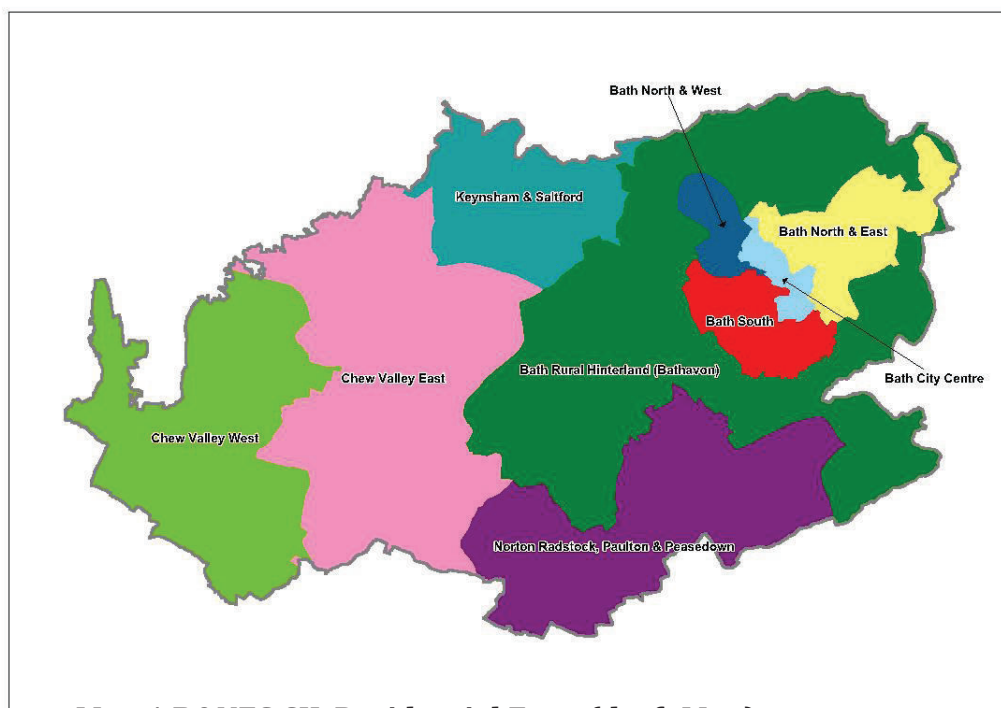 Bath North & West
Keynsham & Saltford
Bath North & East
Bath South
Bath Rural Hinterland (Bathavon)
Chew Valley East
Bath City Centre
Chew Valley West
Norton Radstock, Paulton & Peasedown